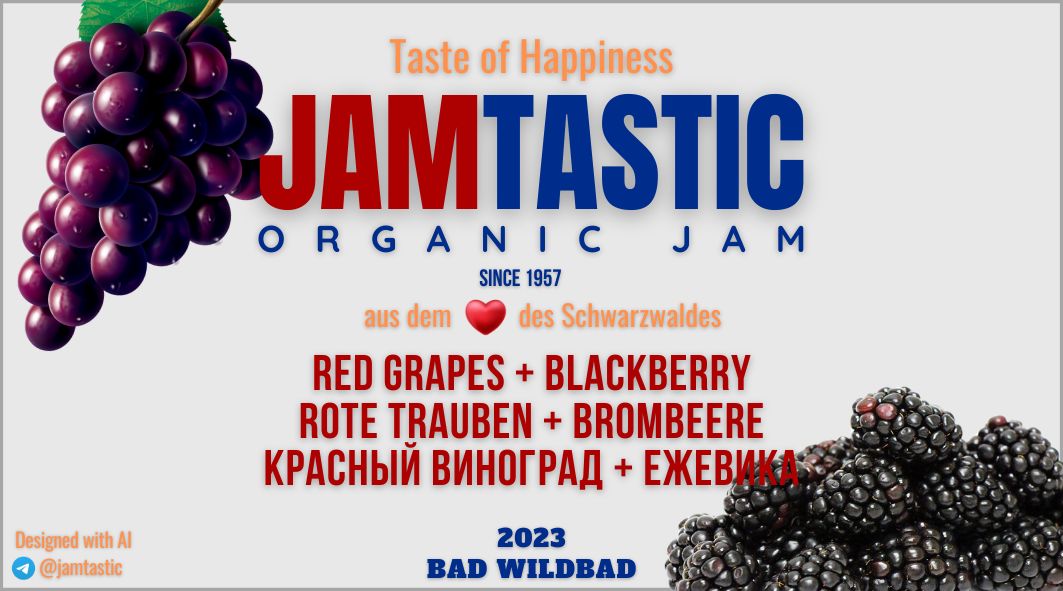 Taste of Happiness
JAMTASTIC
ORGANIC JAM
SINCE 1957
aus dem ❤️ des Schwarzwaldes
RED GRAPES + BLACKBERRY
ROTE TRAUBEN + BROMBEERE
КРАСНЫЙ ВИНОГРАД + ЕЖЕВИКА
2023
BAD WILDBAD
Designed with AI
@jamtastic